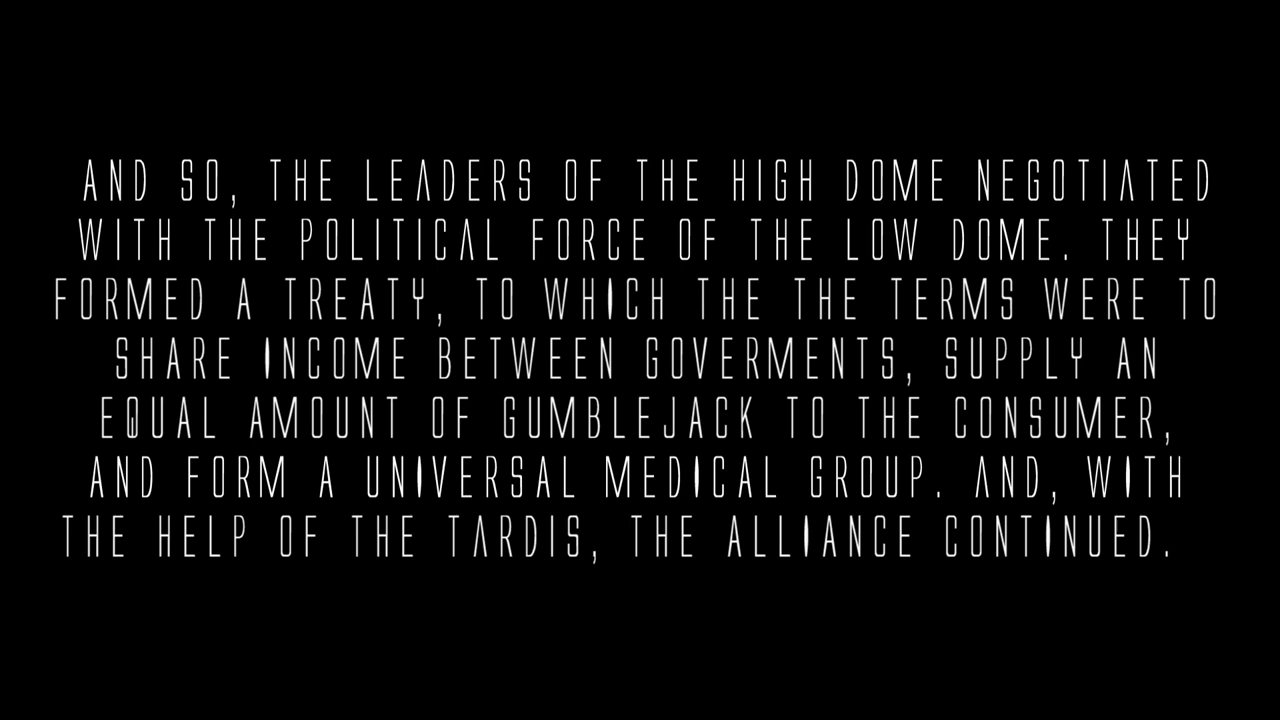 AND SO, THE LEADERS OF THE HIGH DOME NEGOTIATED
WITH THE POLITICAL FORCE OF THE LOW DOME. THEY
FORMED A TREATY, TO WHICH THE THE TERMS WERE TO
SHARE INCOME BETWEEN GOVERMENTS, SUPPLY AN
EQUAL AMOUNT OF GUMBLEJACK TO THE CONSUMER,
AND FORM A UNIVERSAL MEDICAL GROUP. AND, WITH
THE HELP OF THE TARDIS, THE ALLIANCE CONTINUED.